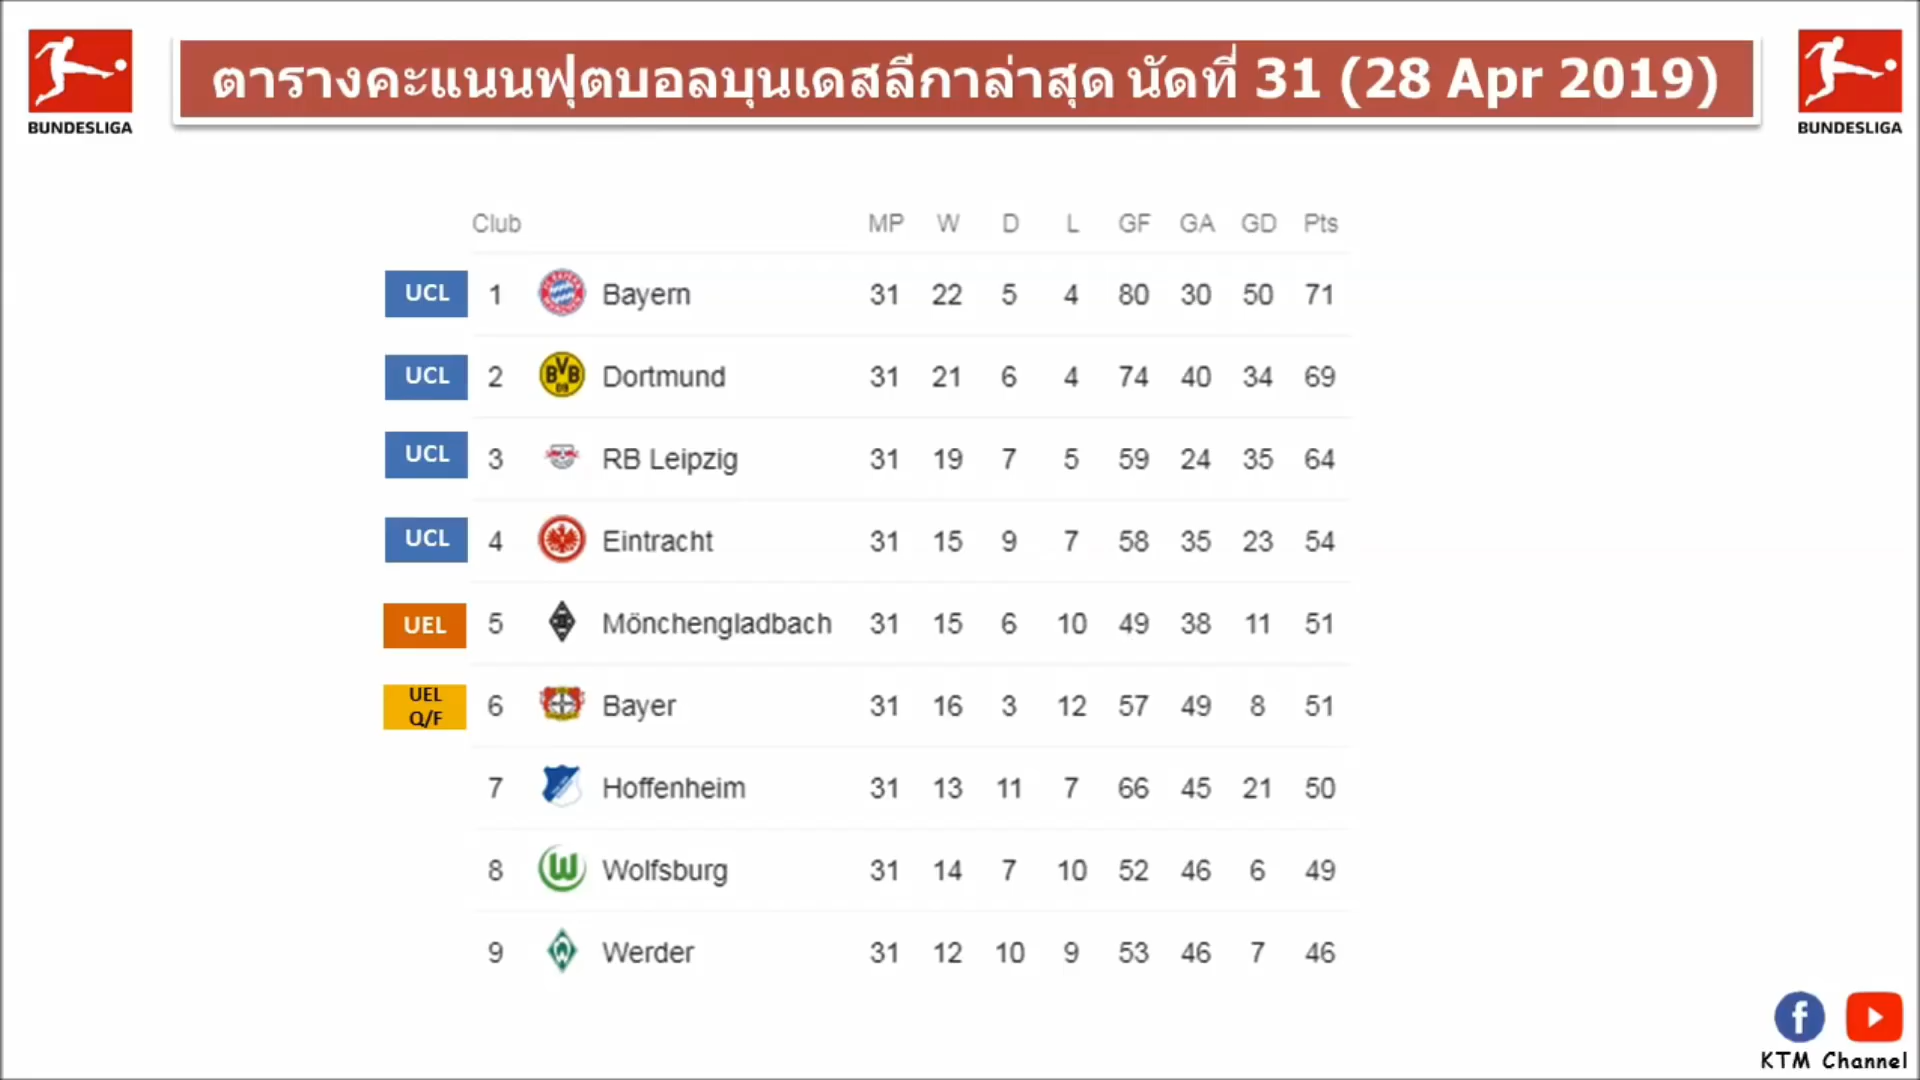 ตารางคะแนนฟุตบอลบุนเดสลีกาล่าสุด นัดที่ 31 (28 Apr 2019)
BUNDESLIGA
BUNDESLIGA
Club MP W D L GF GA GD Pts
UCL 1 Bayern 31 22 5 4 80 30 50 71
UCL 2 Dortmund 31 21 6 4 74 40 34 69
UCL 3 RB Leipzig 31 19 7 5 59 24 35 64
UCL 4 Eintracht 31 15 9 7 58 35 23 54
UEL 5 Mönchengladbach 31 15 6 10 49 38 11 51
UEL Q/F 6 Bayer 31 16 3 12 57 49 8 51
7 Hoffenheim 31 13 11 7 66 45 21 50
8 Wolfsburg 31 14 7 10 52 46 6 49
9 Werder 31 12 10 9 53 46 7 46
KTM Channel